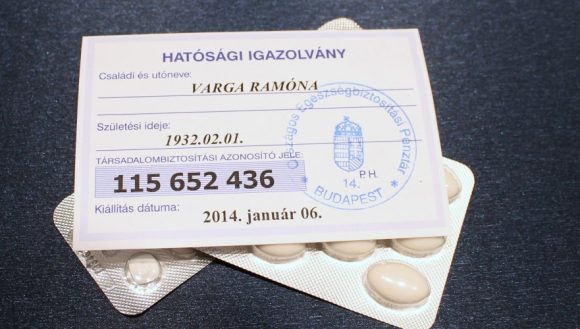 HATÓSÁGI IGAZOLVÁNY
Családi és utóneve:
VARGA RAMÓNA
Születési ideje:
1932.02.01.
TÁRSADALOMBIZTOSÍTÁSI AZONOSÍTÓ JELE:
115 652 436
Kiállítás dátuma:
2014. január 06.
Országos Egészségbiztosítási Pénztár
P.H.
14.
* BUDAPEST *